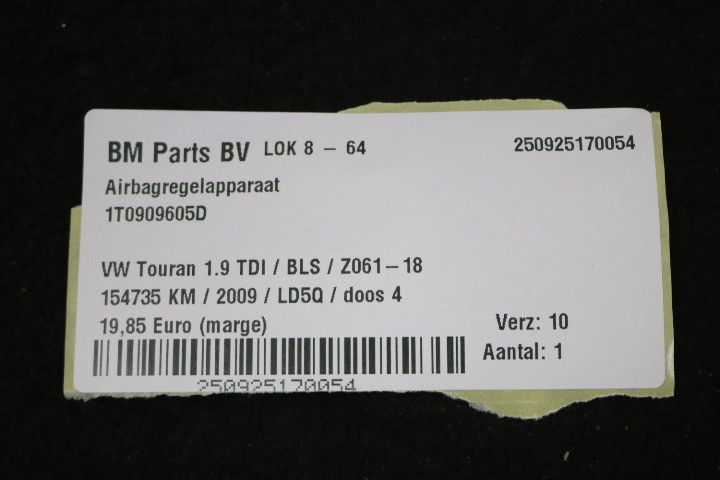 BM Parts BV LOK 8 - 64 250925170054
Airbagregelapparaat
1T0909605D
VW Touran 1.9 TDI / BLS / Z061-18
154735 KM / 2009 / LD5Q / doos 4
19,85 Euro (marge) Verz: 10
Aantal: 1
250925170054